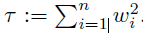 τ := ∑_{i=1|}^{n} w_i^2.